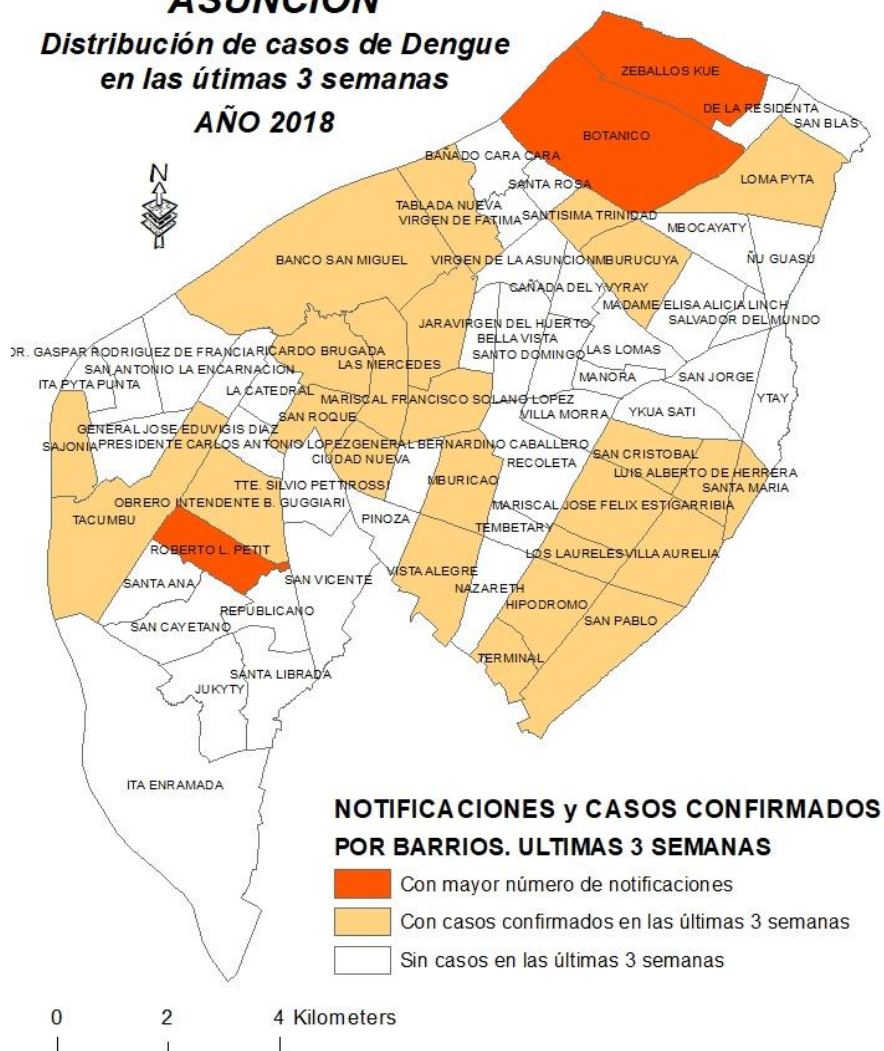 ASUNCIÓN
Distribución de casos de Dengue
en las útimas 3 semanas
AÑO 2018
N
ZEBALLOS KUE
DE LA RESIDENTA
SAN BLAS
BOTANICO
BAÑADO CARA CARA
LOMA PYTA
SANTA ROSA
TABLADA NUEVA
VIRGEN DE FATIMA
SANTISIMA TRINIDAD
MBOCAYATY
BANCO SAN MIGUEL
VIRGEN DE LA ASUNCION
MBURUCUYA
ÑU GUASU
CAÑADA DEL YVYRAY
MADAME ELISA ALICIA LINCH
SALVADOR DEL MUNDO
JARA
VIRGEN DEL HUERTO
BELLA VISTA
DR. GASPAR RODRIGUEZ DE FRANCIA
RICARDO BRUGADA
SANTO DOMINGO
LAS LOMAS
SAN ANTONIO
LA ENCARNACION
LAS MERCEDES
ITA PYTA PUNTA
MANORA
SAN JORGE
LA CATEDRAL
MARISCAL FRANCISCO SOLANO LOPEZ
YTAY
SAN ROQUE
VILLA MORRA
YKUA SATI
GENERAL JOSE EDUVIGIS DIAZ
SAJONIA
PRESIDENTE CARLOS ANTONIO LOPEZ
GENERAL BERNARDINO CABALLERO
CIUDAD NUEVA
RECOLETA
SAN CRISTOBAL
LUIS ALBERTO DE HERRERA
TTE. SILVIO PETTIROSSI
MBURICAO
SANTA MARIA
OBRERO INTENDENTE B. GUGGIARI
MARISCAL JOSE FELIX ESTIGARRIBIA
TACUMBU
PINOZA
TEMBETARY
ROBERTO L. PETIT
LOS LAURELES
VILLA AURELIA
SANTA ANA
SAN VICENTE
VISTA ALEGRE
NAZARETH
REPUBLICANO
HIPODROMO
SAN PABLO
SAN CAYETANO
TERMINAL
SANTA LIBRADA
JUKYTY
ITA ENRAMADA
NOTIFICACIONES y CASOS CONFIRMADOS
POR BARRIOS. ULTIMAS 3 SEMANAS
Con mayor número de notificaciones
Con casos confirmados en las últimas 3 semanas
Sin casos en las últimas 3 semanas
0 2 4 Kilometers